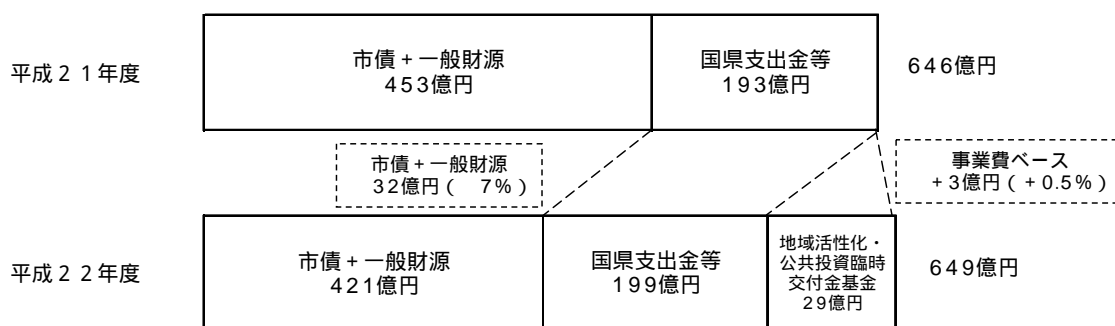 平成２１年度
市債＋一般財源
453億円
国県支出金等
193億円
646億円
市債＋一般財源
32億円（　7％）
事業費ベース
+3億円（+0.5％）
平成２２年度
市債＋一般財源
421億円
国県支出金等
199億円
地域活性化・
公共投資臨時
交付金基金
29億円
649億円